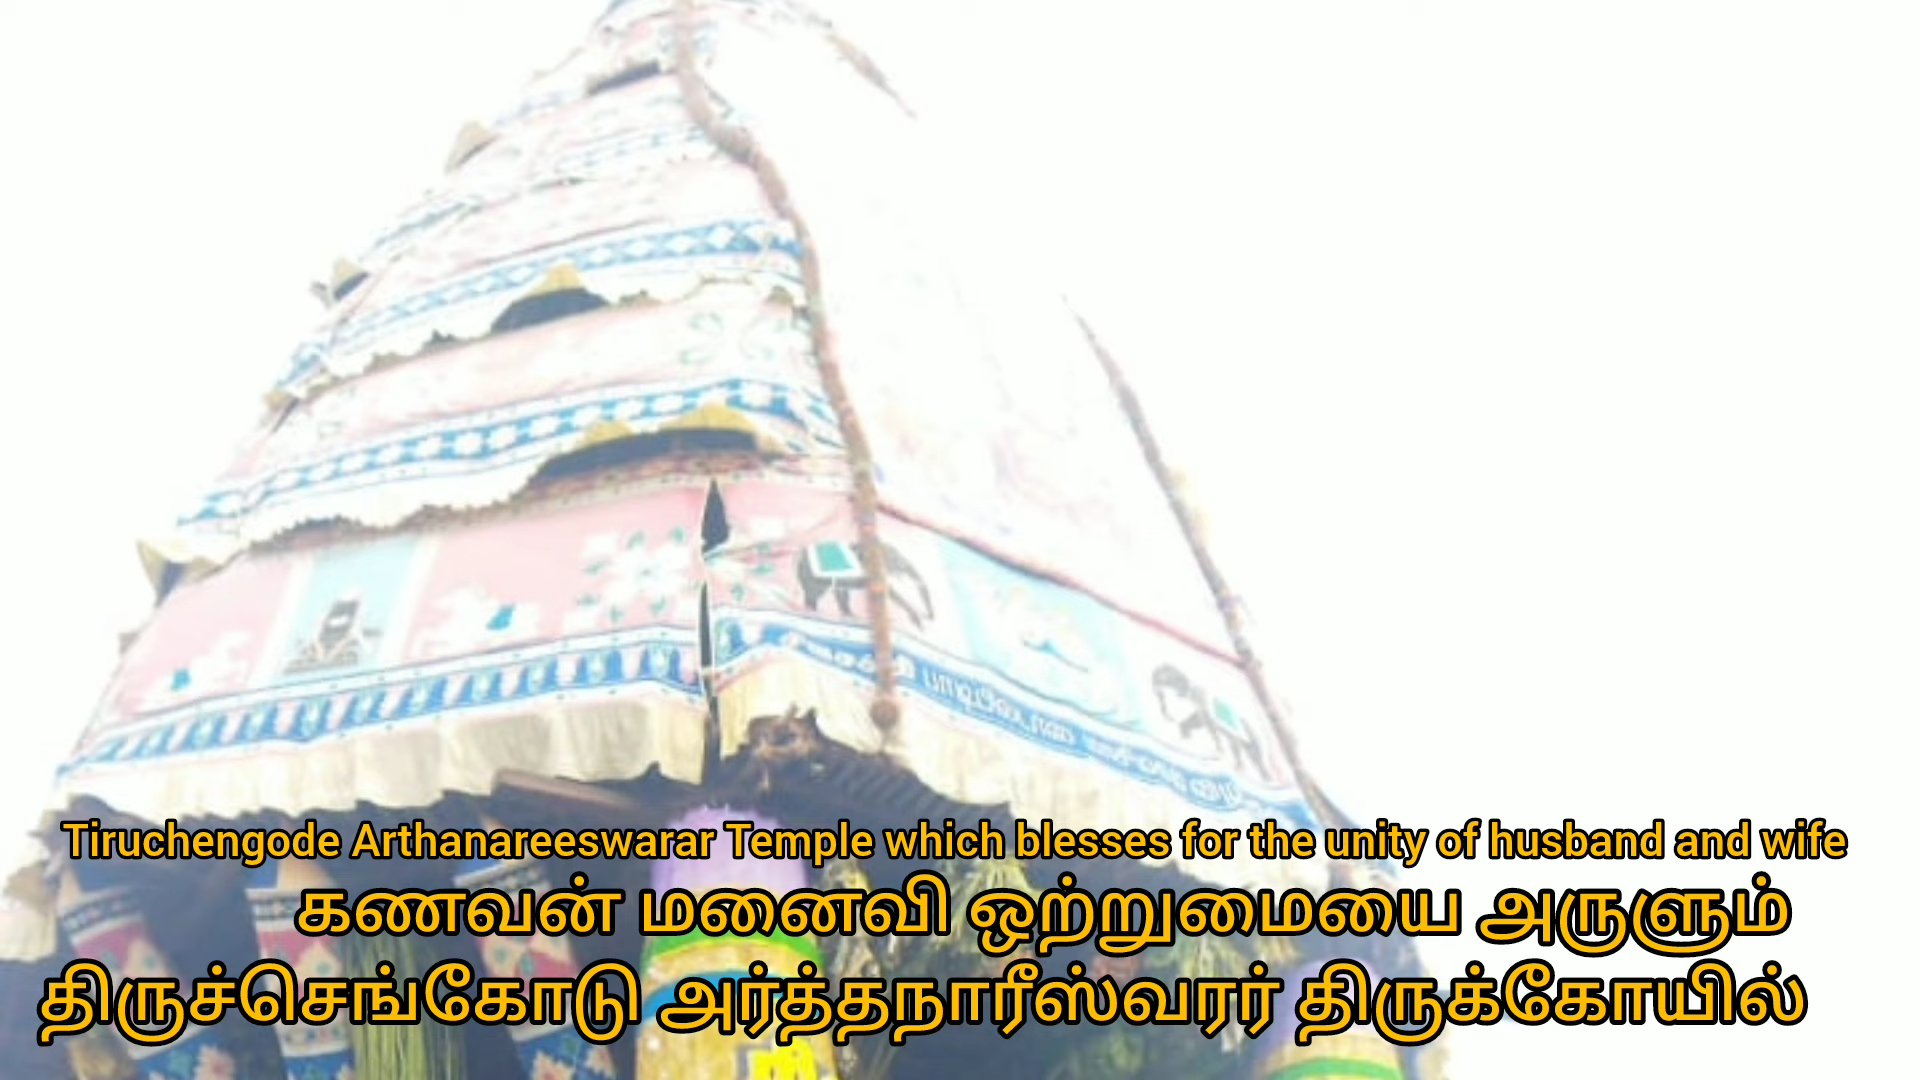 Tiruchengode Arthanareeswarar Temple which blesses for the unity of husband and wife
கணவன் மனைவி ஒற்றுமையை அருளும்
திருச்செங்கோடு அர்த்தநாரீஸ்வரர் திருக்கோயில்